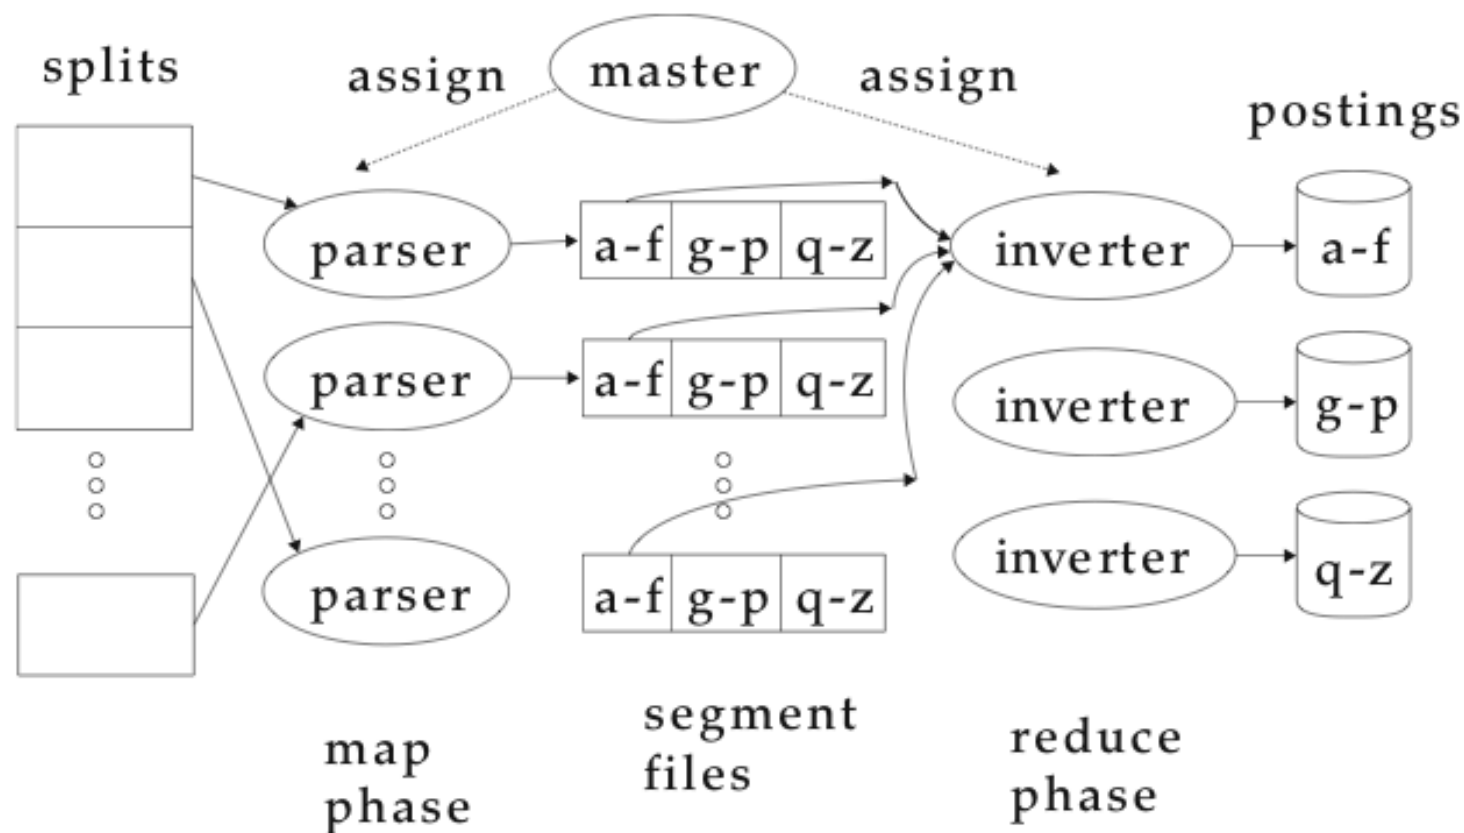 splits
assign
master
assign
postings
parser
a-f g-p q-z
inverter
a-f
parser
a-f g-p q-z
inverter
g-p
parser
a-f g-p q-z
inverter
q-z
map
phase
segment
files
reduce
phase